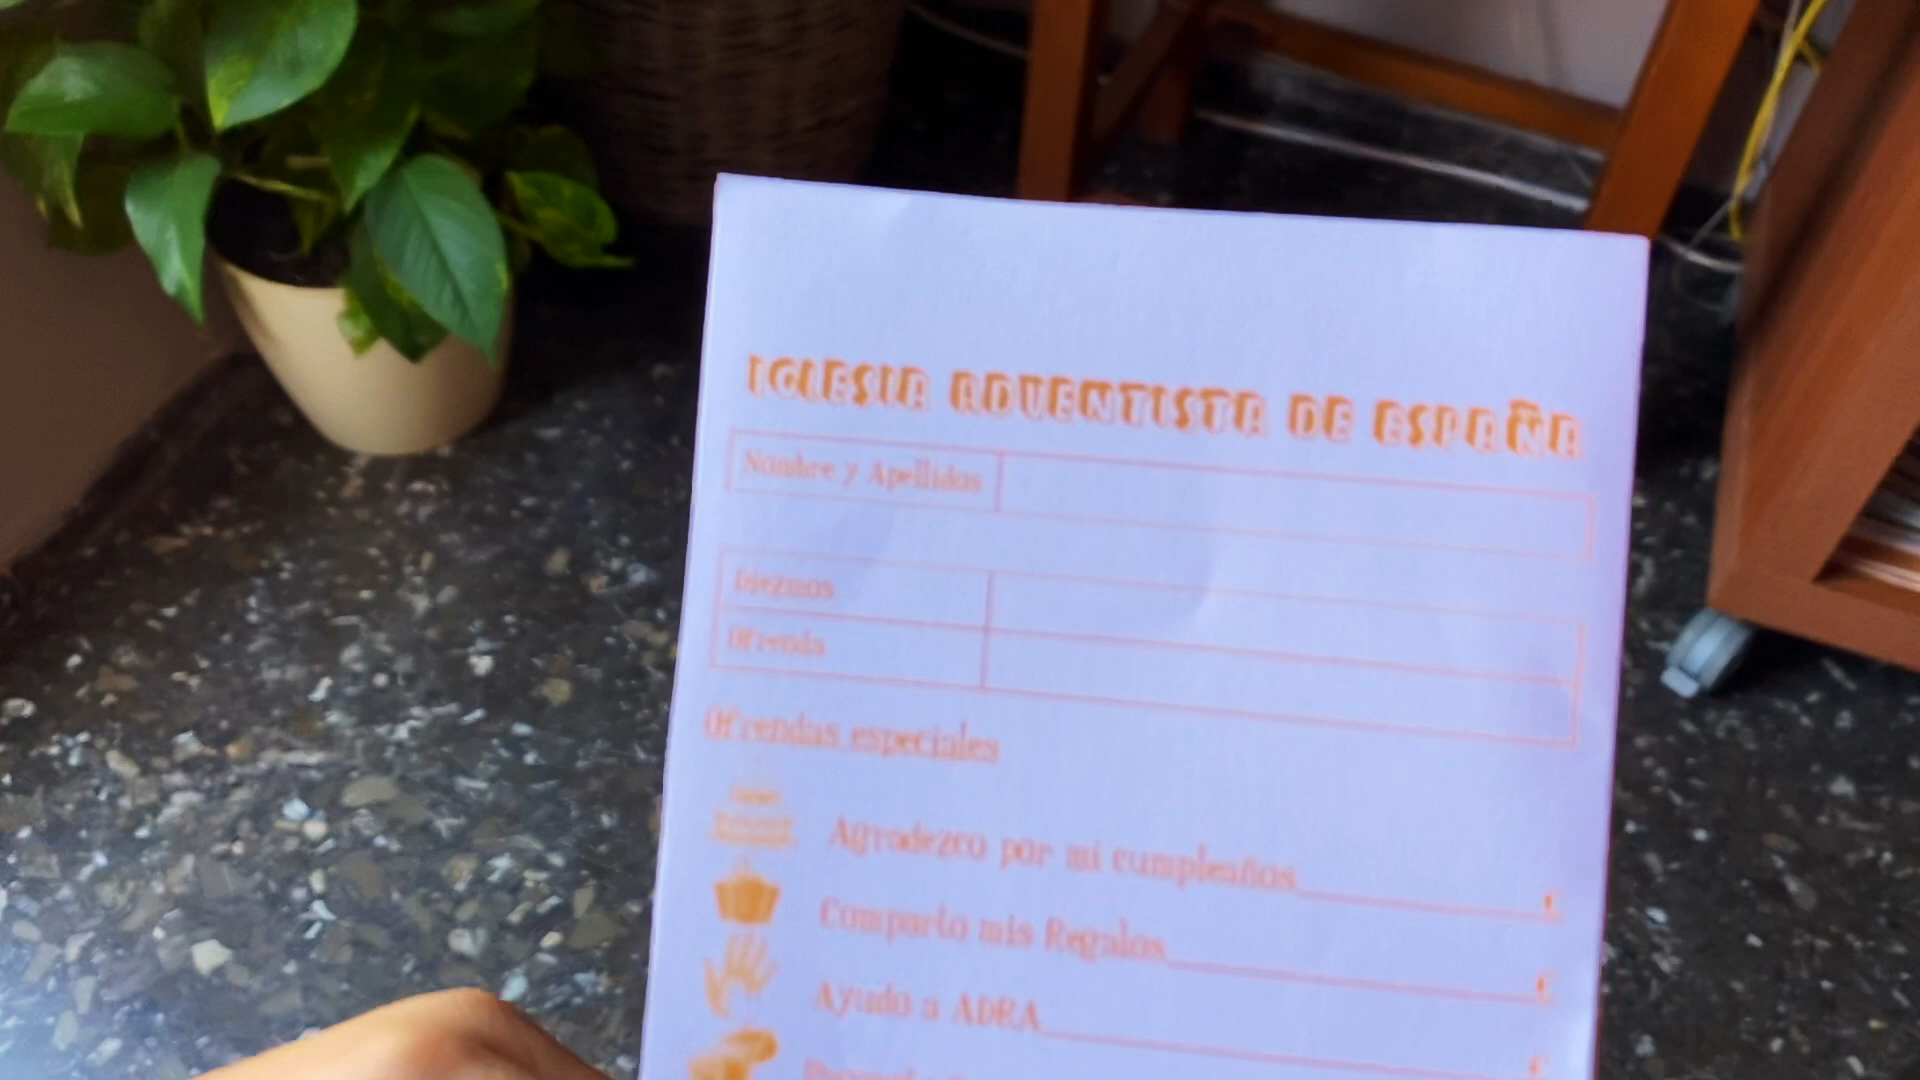 IGLESIA ADVENTISTA DE ESPAÑA
Nombre y Apellidos
Diezmos
Ofrenda
Ofrendas especiales
Agradezco por mi cumpleaños €
Comparto mis Regalos €
Ayudo a ADRA €